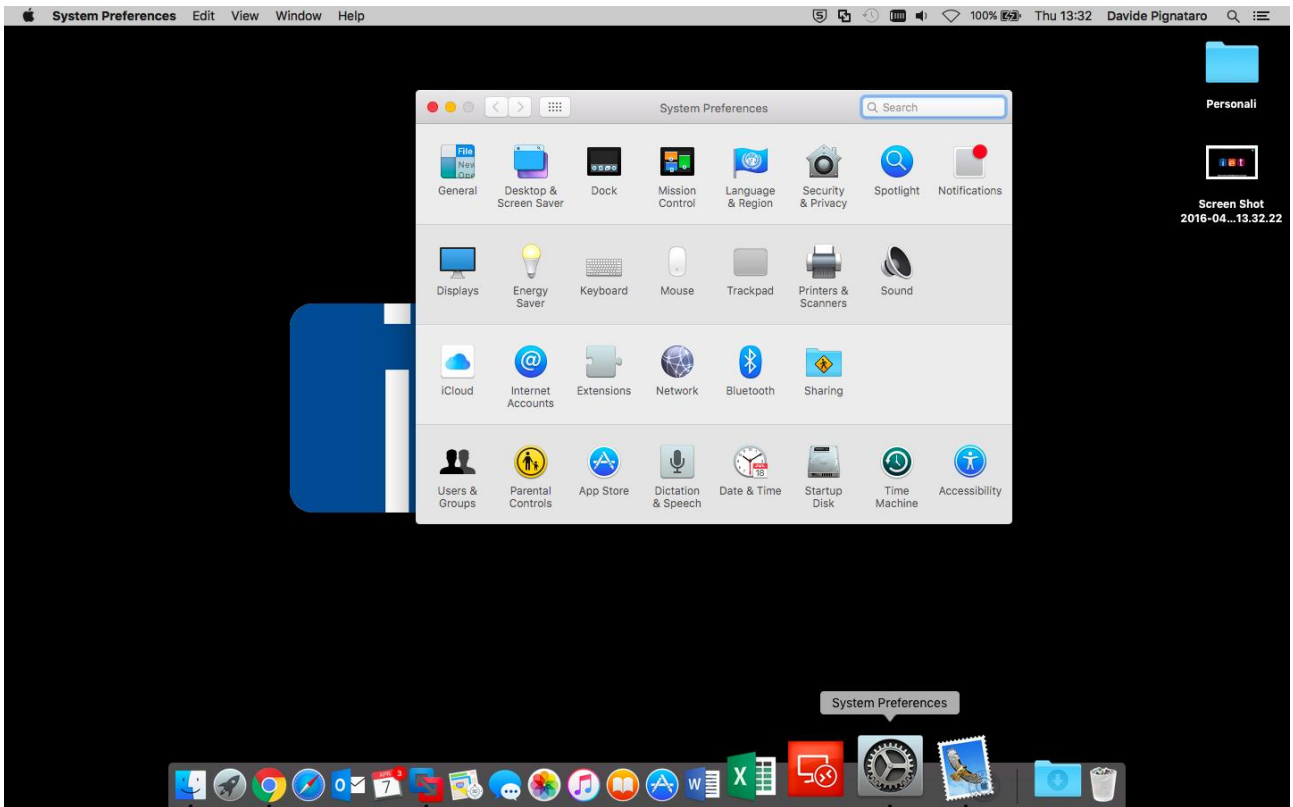 System Preferences Edit View Window Help
100% Thu 13:32 Davide Pignataro
Personali
System Preferences
Search
File
New
General
Desktop &
Screen Saver
Dock
Mission
Control
Language
& Region
Security
& Privacy
Spotlight
Notifications
Screen Shot
2016-04...13.32.22
Displays
Energy
Saver
Keyboard
Mouse
Trackpad
Printers &
Scanners
Sound
iCloud
Internet
Accounts
Extensions
Network
Bluetooth
Sharing
Users &
Groups
Parental
Controls
App Store
Dictation
& Speech
Date & Time
Startup
Disk
Time
Machine
Accessibility
System Preferences